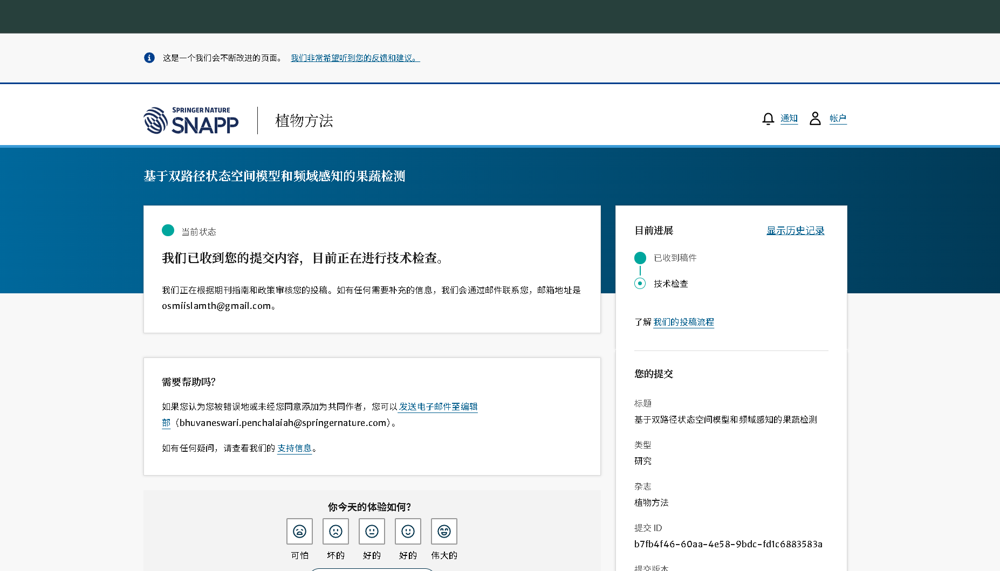 这是一个我们会不断改进的页面。 我们非常希望听到您的反馈和建议。
SPRINGER NATURE
SNAPP
植物方法
通知
帐户
基于双路径状态空间模型和频域感知的果蔬检测
当前状态
我们已收到您的提交内容，目前正在进行技术检查。
我们正在根据期刊指南和政策审核您的投稿。如有任何需要补充的信息，我们会通过邮件联系您，邮箱地址是
osmiislamth@gmail.com。
需要帮助吗？
如果您认为您被错误地或未经您同意添加为共同作者，您可以发送电子邮件至编辑
部（bhuvaneswari.penchalaiah@springernature.com）。
如有任何疑问，请查看我们的 支持信息。
你今天的体验如何？
可怕
坏的
好的
好的
伟大的
目前进展
显示历史记录
已收到稿件
技术检查
了解 我们的投稿流程
您的提交
标题
基于双路径状态空间模型和频域感知的果蔬检测
类型
研究
杂志
植物方法
提交 ID
b7fb4f46-60aa-4e58-9bdc-fd1c6883583a
提交版本